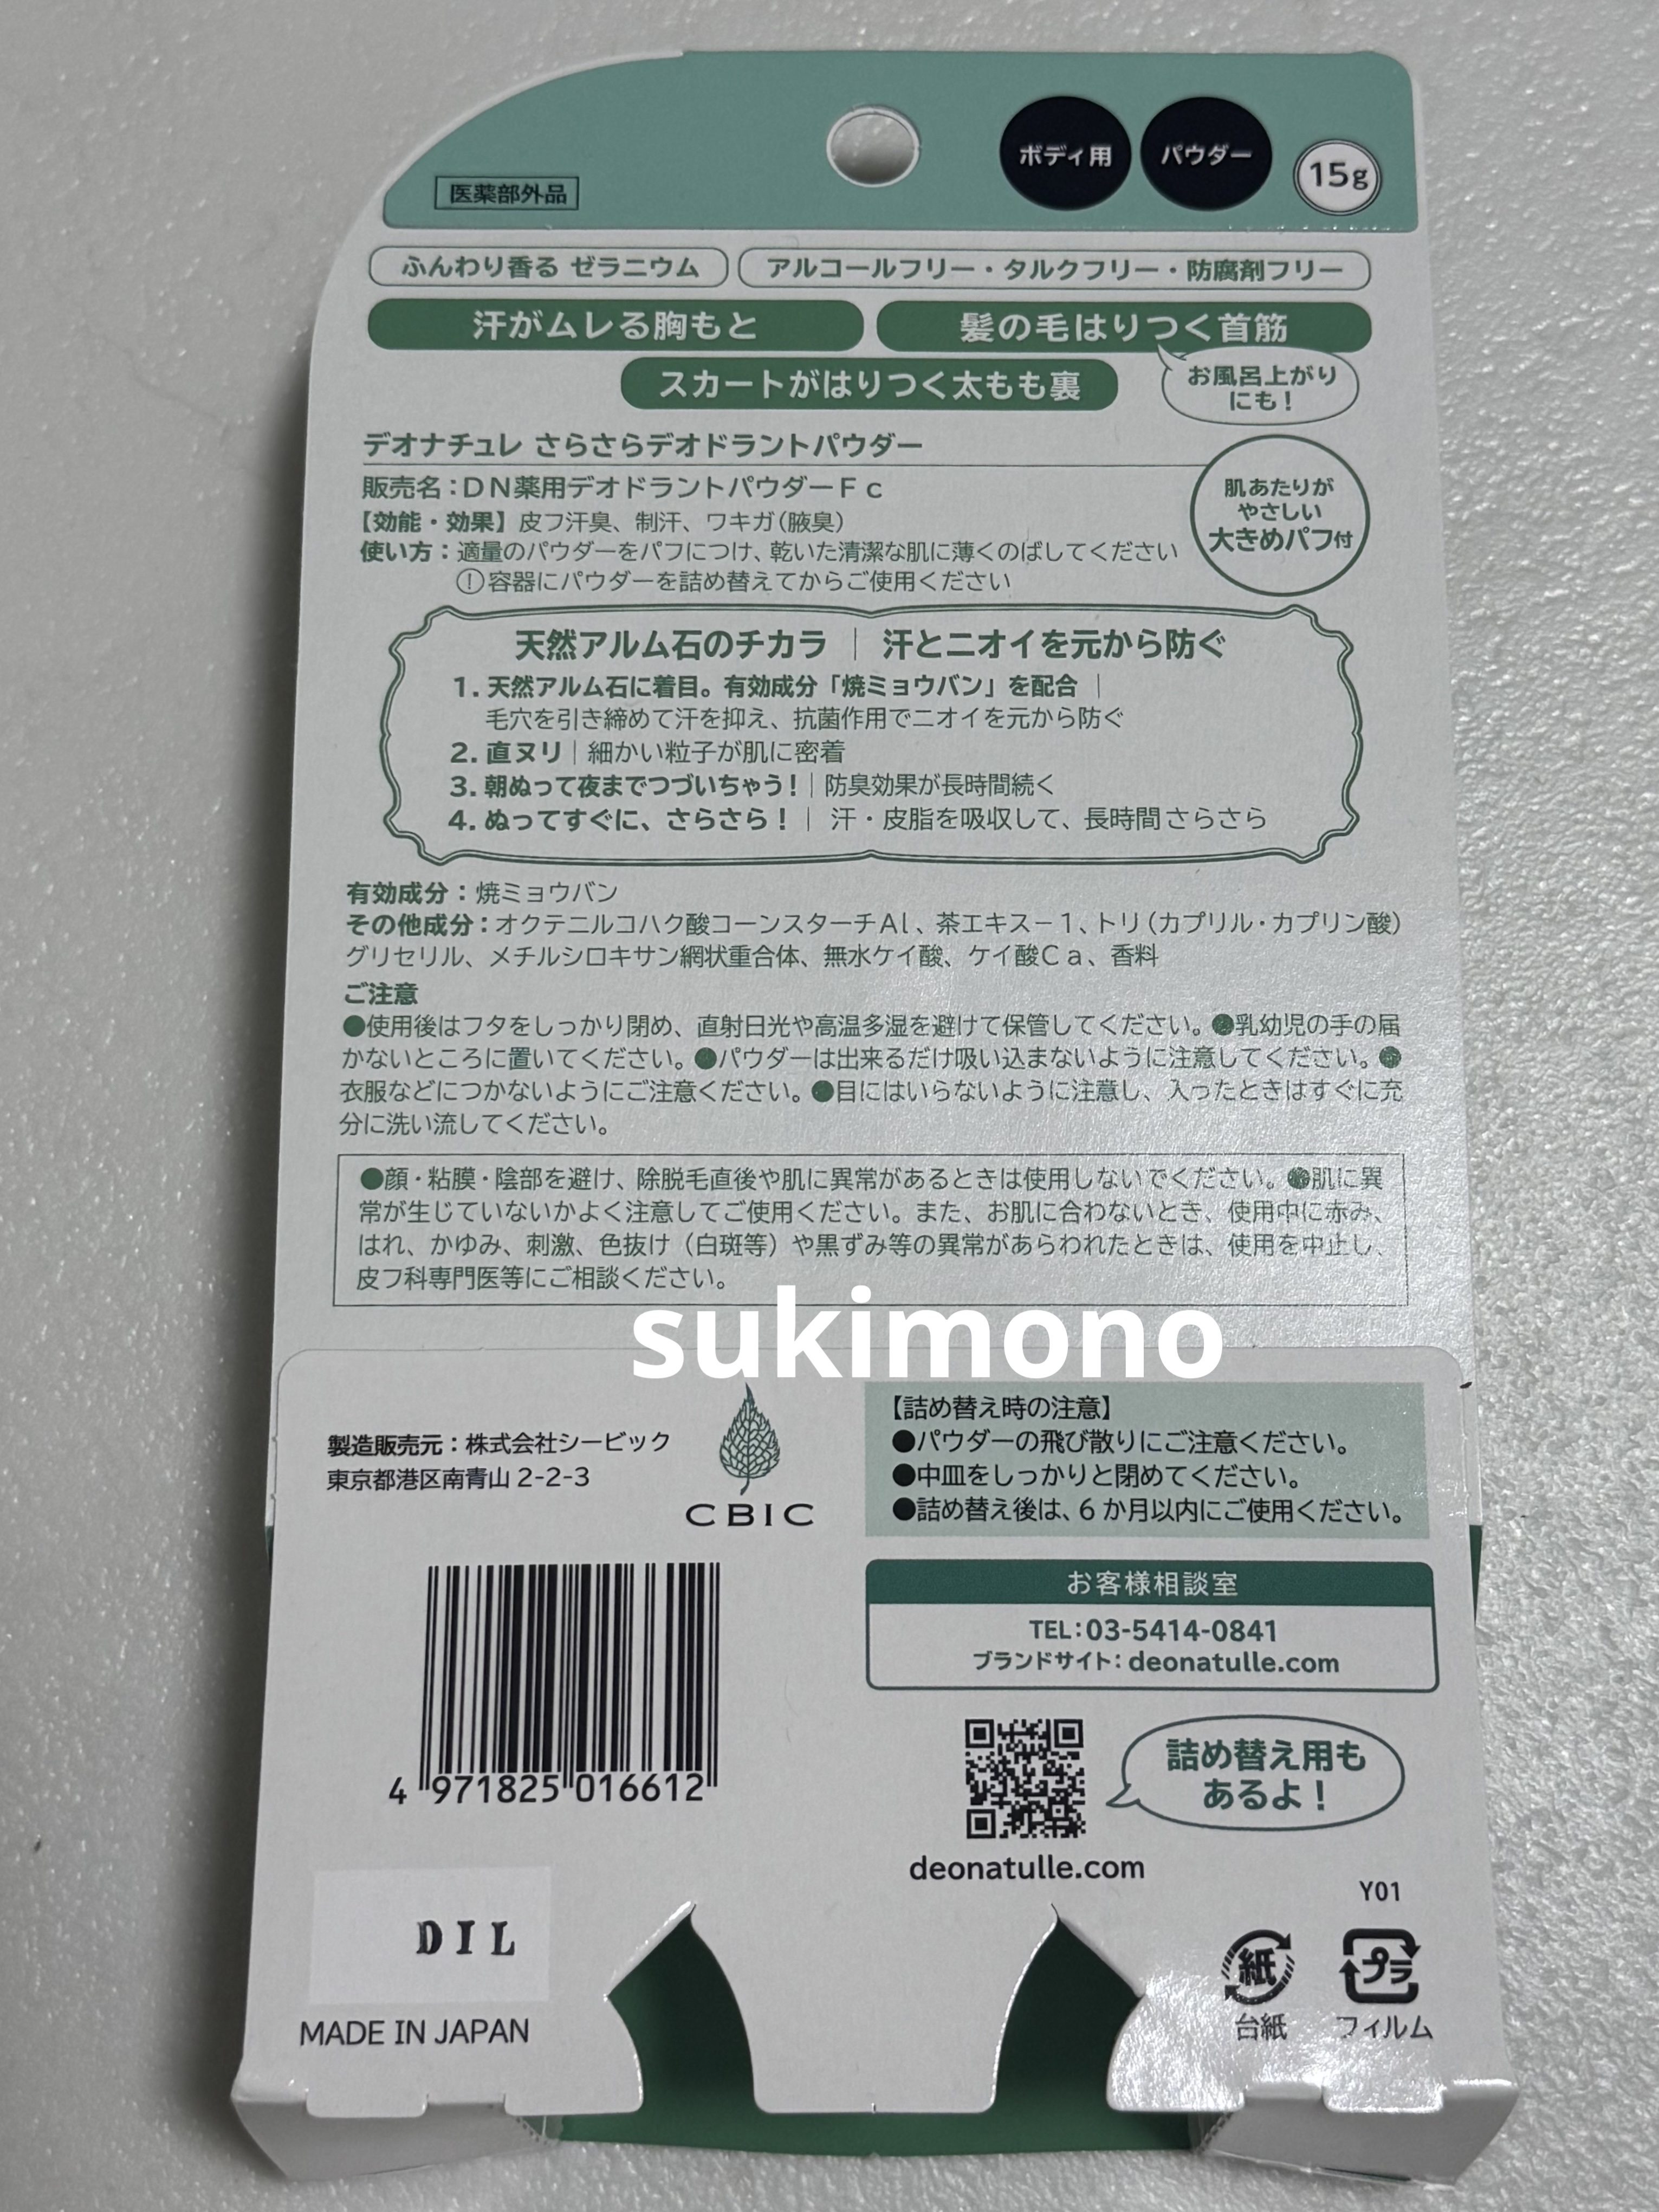 医薬部外品
ボディ用
パウダー
15g
ふんわり香る ゼラニウム
アルコールフリー・タルクフリー・防腐剤フリー
汗がムレる胸もと
髪の毛はりつく首筋
スカートがはりつく太もも裏
お風呂上がり
にも！
デオナチュレ さらさらデオドラントパウダー
販売名：DN薬用デオドラントパウダーFc
【効能・効果】皮フ汗臭、制汗、ワキガ（腋臭）
使い方：適量のパウダーをパフにつけ、乾いた清潔な肌に薄くのばしてください
！容器にパウダーを詰め替えてからご使用ください
肌あたりが
やさしい
大きめパフ付
天然アルム石のチカラ｜汗とニオイを元から防ぐ
1. 天然アルム石に着目。有効成分「焼ミョウバン」を配合｜
毛穴を引き締めて汗を抑え、抗菌作用でニオイを元から防ぐ
2. 直ヌリ｜細かい粒子が肌に密着
3. 朝ぬって夜までつづいちゃう！｜防臭効果が長時間続く
4. ぬってすぐに、さらさら！｜汗・皮脂を吸収して、長時間さらさら
有効成分：焼ミョウバン
その他成分：オクテニルコハク酸コーンスターチAl、茶エキス－1、トリ（カプリル・カプリン酸）
グリセリル、メチルシロキサン網状重合体、無水ケイ酸、ケイ酸Ca、香料
ご注意
●使用後はフタをしっかり閉め、直射日光や高温多湿を避けて保管してください。●乳幼児の手の届
かないところに置いてください。●パウダーは出来るだけ吸い込まないように注意してください。●
衣服などにつかないようにご注意ください。●目にはいらないように注意し、入ったときはすぐに充
分に洗い流してください。
●顔・粘膜・陰部を避け、除脱毛直後や肌に異常があるときは使用しないでください。●肌に異
常が生じていないかよく注意してご使用ください。また、お肌に合わないとき、使用中に赤み、
はれ、かゆみ、刺激、色抜け（白斑等）や黒ずみ等の異常があらわれたときは、使用を中止し、
皮フ科専門医等にご相談ください。
sukimono
製造販売元：株式会社シービック
東京都港区南青山 2-2-3
CBIC
【詰め替え時の注意】
●パウダーの飛び散りにご注意ください。
●中皿をしっかりと閉めてください。
●詰め替え後は、6 か月以内にご使用ください。
お客様相談室
TEL：03-5414-0841
ブランドサイト：deonatulle.com
4 971825 016612
詰め替え用も
あるよ！
deonatulle.com
Y01
DIL
MADE IN JAPAN
紙
台紙
プラ
フィルム